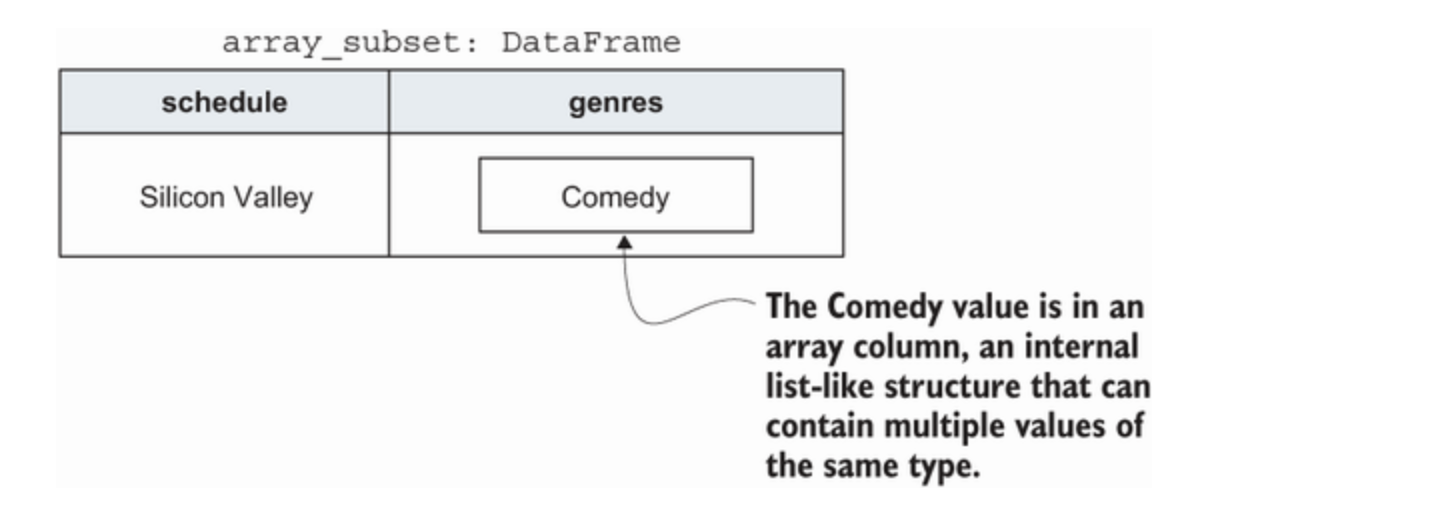 array_subset: DataFrame
schedule genres
Silicon Valley Comedy
The Comedy value is in an
array column, an internal
list-like structure that can
contain multiple values of
the same type.